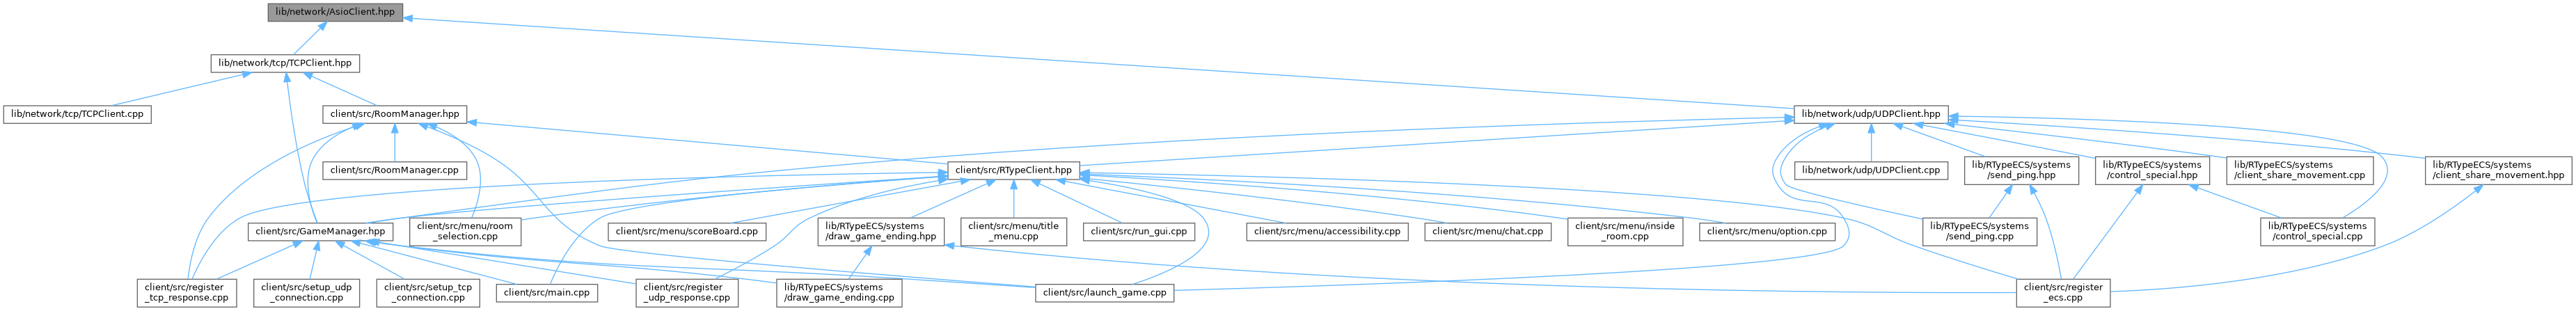 lib/network/AsioClient.hpp
lib/network/tcp/TCPClient.hpp
lib/network/tcp/TCPClient.cpp
client/src/RoomManager.hpp
lib/network/udp/UDPClient.hpp
client/src/RoomManager.cpp
client/src/RTypeClient.hpp
lib/network/udp/UDPClient.cpp
lib/RTypeECS/systems
/send_ping.hpp
lib/RTypeECS/systems
/control_special.hpp
lib/RTypeECS/systems
/client_share_movement.cpp
lib/RTypeECS/systems
/client_share_movement.hpp
client/src/GameManager.hpp
client/src/menu/room
_selection.cpp
client/src/menu/scoreBoard.cpp
lib/RTypeECS/systems
/draw_game_ending.hpp
client/src/menu/title
_menu.cpp
client/src/run_gui.cpp
client/src/menu/accessibility.cpp
client/src/menu/chat.cpp
client/src/menu/inside
_room.cpp
client/src/menu/option.cpp
lib/RTypeECS/systems
/send_ping.cpp
lib/RTypeECS/systems
/control_special.cpp
client/src/register
_tcp_response.cpp
client/src/setup_udp
_connection.cpp
client/src/setup_tcp
_connection.cpp
client/src/main.cpp
client/src/register
_udp_response.cpp
lib/RTypeECS/systems
/draw_game_ending.cpp
client/src/launch_game.cpp
client/src/register
_ecs.cpp